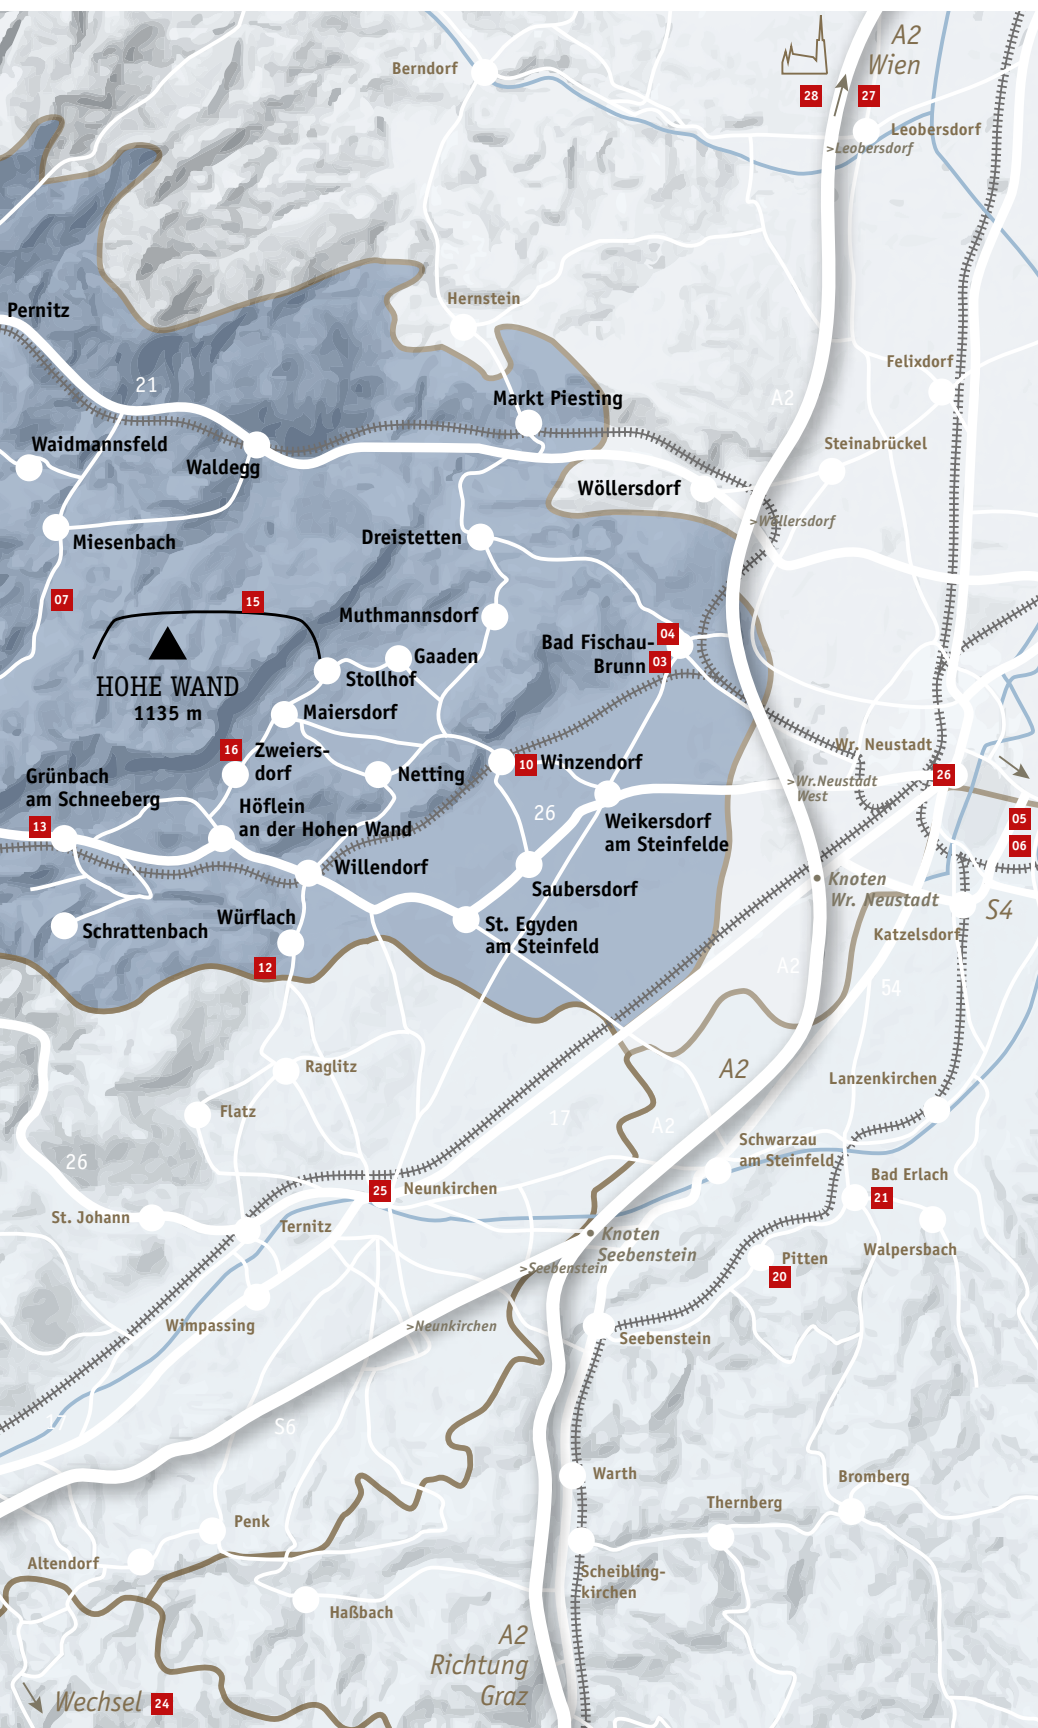 A2
Wien
Berndorf
28
27
Leobersdorf
>Leobersdorf
Hernstein
Pernitz
Felixdorf
21
A2
Markt Piesting
Waidmannsfeld
Steinabrückel
Waldegg
Wöllersdorf
>Wöllersdorf
Miesenbach
Dreistetten
07
15
Muthmannsdorf
04
Bad Fischau-
Brunn
03
Gaaden
Stollhof
HOHE WAND
1135 m
Maiersdorf
16
Zweiers-
dorf
Wr. Neustadt
Netting
10
Winzendorf
26
>Wr.Neustadt
West
Grünbach
am Schneeberg
Höflein
an der Hohen Wand
26
13
05
06
Weikersdorf
am Steinfelde
Willendorf
Saubersdorf
Knoten
Wr. Neustadt
S4
Würflach
Schrattenbach
St. Egyden
am Steinfeld
Katzelsdorf
12
A2
54
Raglitz
A2
Lanzenkirchen
Flatz
17
A2
Schwarzau
am Steinfeld
26
25
Neunkirchen
Bad Erlach
21
St. Johann
Ternitz
Knoten
Seebenstein
Walpersbach
Pitten
20
>Seebenstein
Wimpassing
>Neunkirchen
Seebenstein
17
S6
Warth
Bromberg
Thernberg
Penk
Altendorf
Scheibling-
kirchen
Haßbach
A2
Richtung
Graz
Wechsel
24